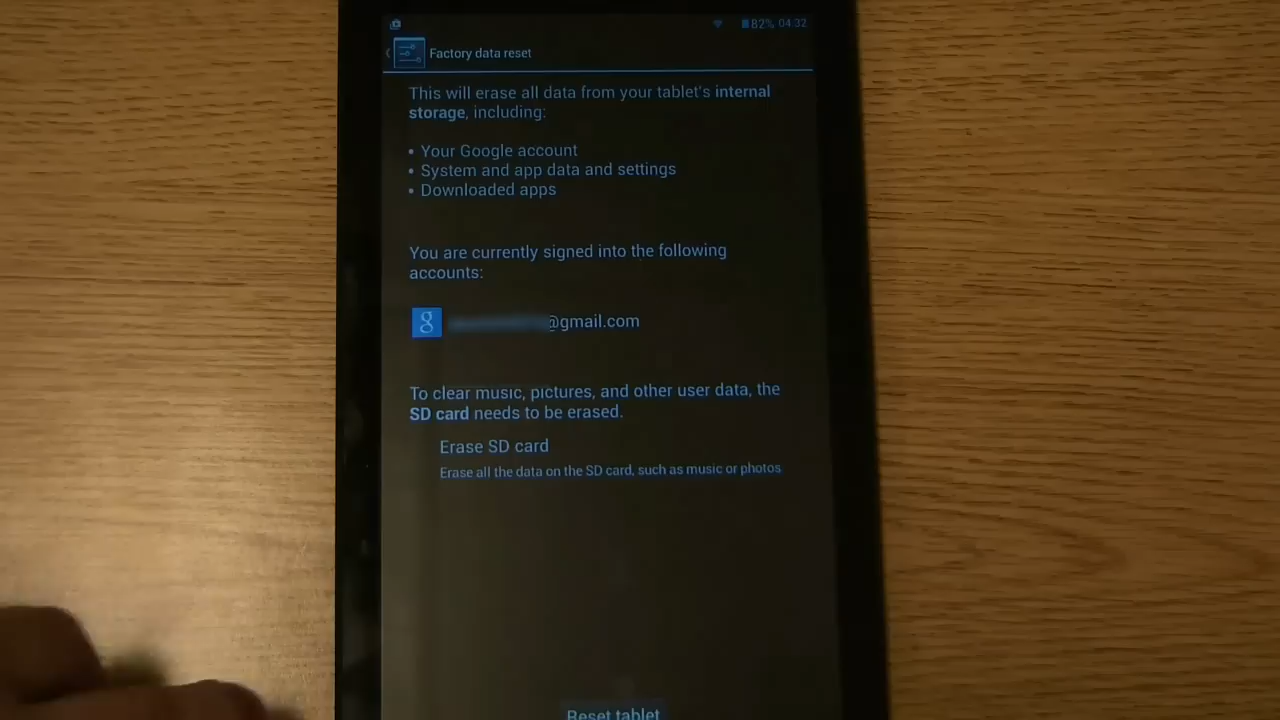 82% 04:32
Factory data reset
This will erase all data from your tablet's internal
storage, including:
• Your Google account
• System and app data and settings
• Downloaded apps
You are currently signed into the following
accounts:
g @gmail.com
To clear music, pictures, and other user data, the
SD card needs to be erased.
Erase SD card
Erase all the data on the SD card, such as music or photos
Reset tablet